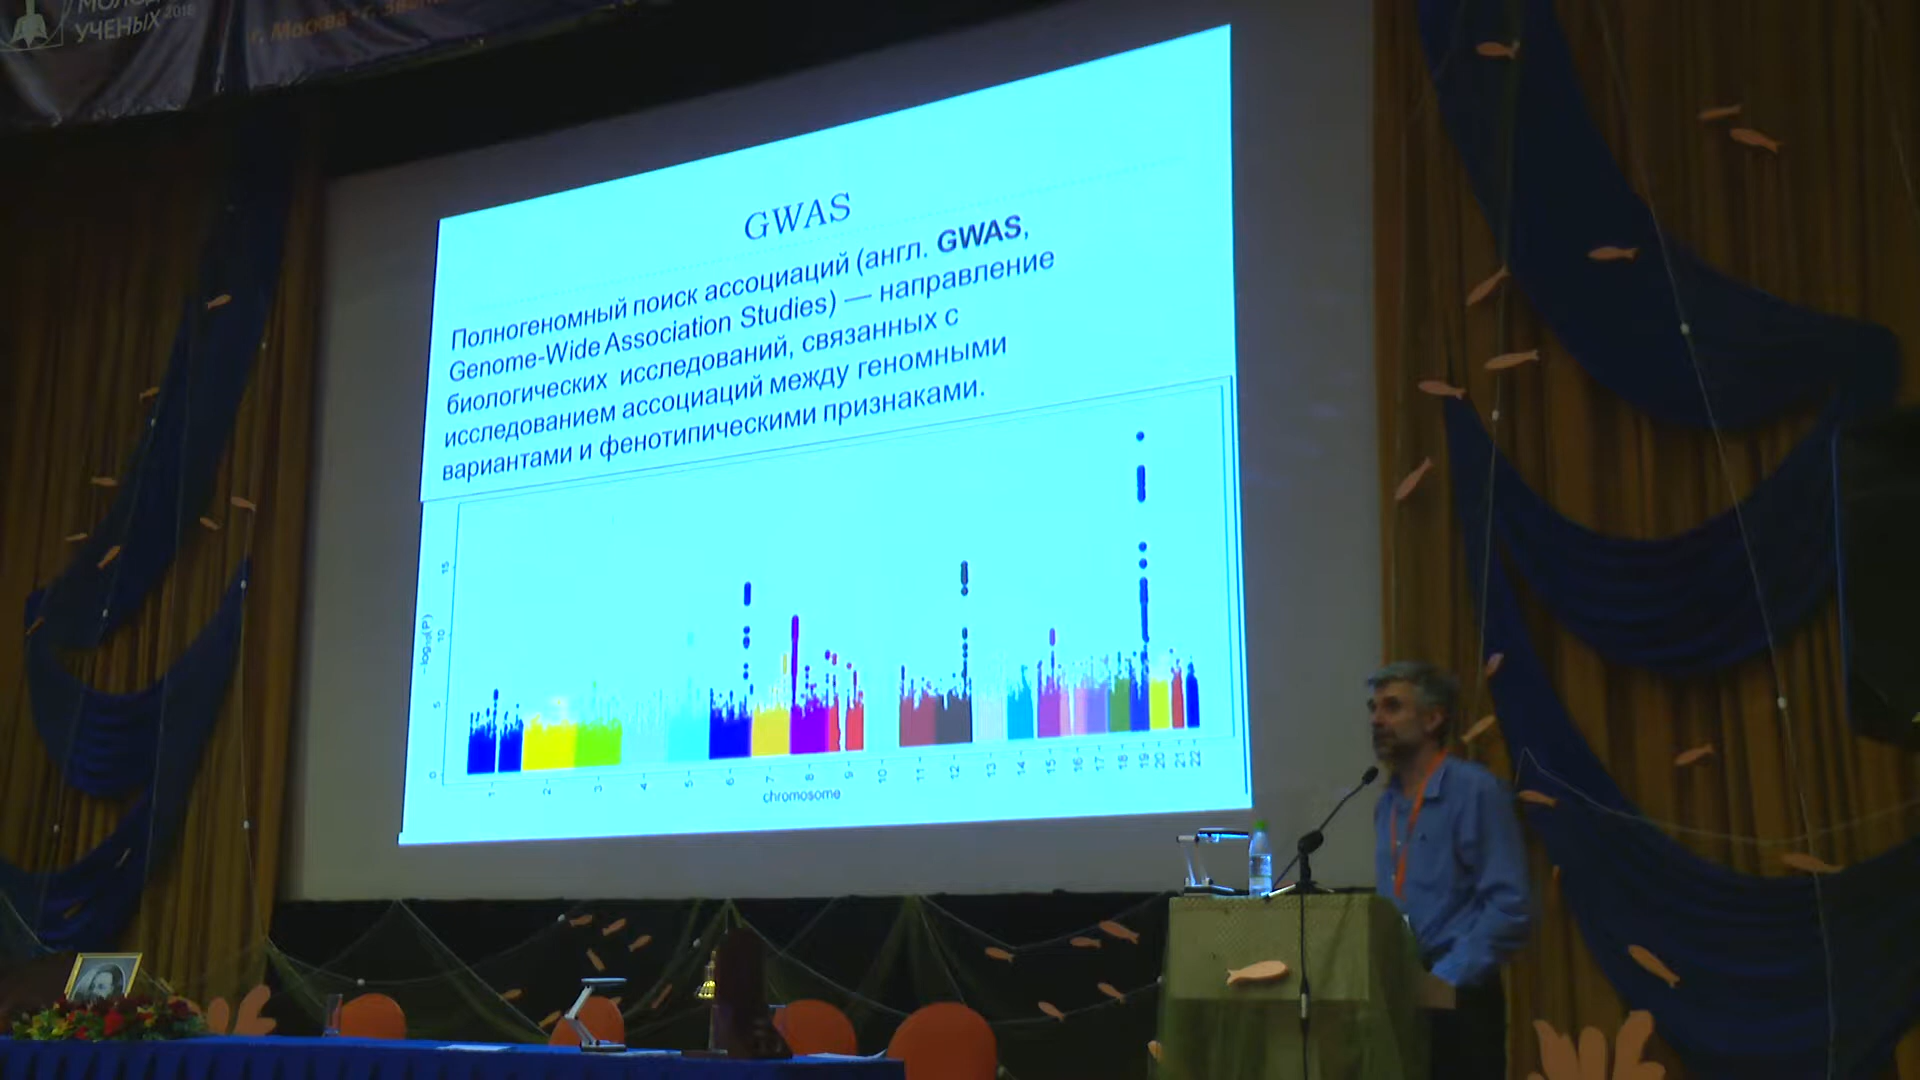 УЧЕНЫХ 2018
г. Москва - г.
GWAS
Полногеномный поиск ассоциаций (англ. GWAS,
Genome-Wide Association Studies) — направление
биологических исследований, связанных с
исследованием ассоциаций между геномными
вариантами и фенотипическими признаками.
15
10
5
0
- log₁₀(P)
1 2 3 4 5 6 7 8 9 10 11 12 13 14 15 16 17 18 19 20 21 22
chromosome